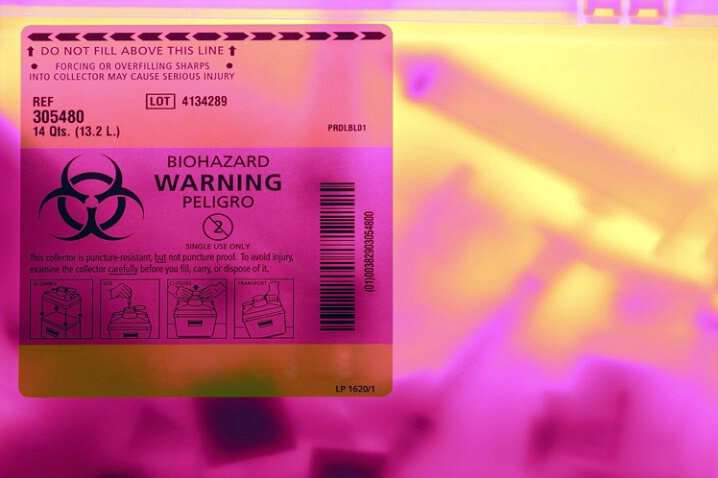 DO NOT FILL ABOVE THIS LINE
• FORCING OR OVERFILLING SHARPS •
INTO COLLECTOR MAY CAUSE SERIOUS INJURY
REF
305480
14 Qts. (13.2 L.)
LOT 4134289
PRDLBL01
BIOHAZARD
WARNING
PELIGRO
2
SINGLE USE ONLY
This collector is puncture-resistant, but not puncture proof. To avoid injury,
examine the collector carefully before you fill, carry, or dispose of it.
ASSEMBLY
USE
CLOSURE
TRANSPORT
(01)00382903054800
LP 1620/1